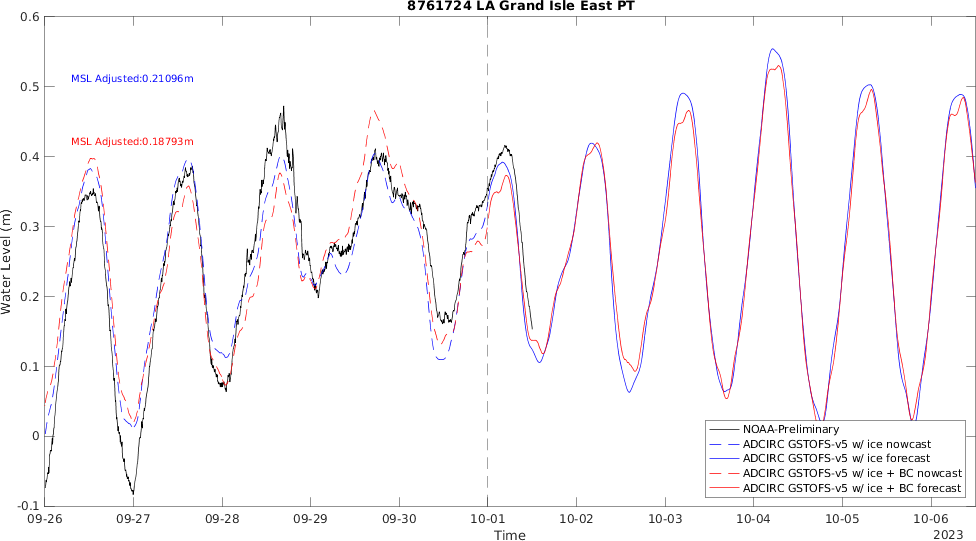 8761724 LA Grand Isle East PT
0.6
0.5
0.4
0.3
0.2
0.1
0
-0.1
Water Level (m)
MSL Adjusted:0.21096m
MSL Adjusted:0.18793m
NOAA-Preliminary
ADCIRC GSTOFS-v5 w/ ice nowcast
ADCIRC GSTOFS-v5 w/ ice forecast
ADCIRC GSTOFS-v5 w/ ice + BC nowcast
ADCIRC GSTOFS-v5 w/ ice + BC forecast
09-26 09-27 09-28 09-29 09-30 10-01 10-02 10-03 10-04 10-05 10-06
Time
2023